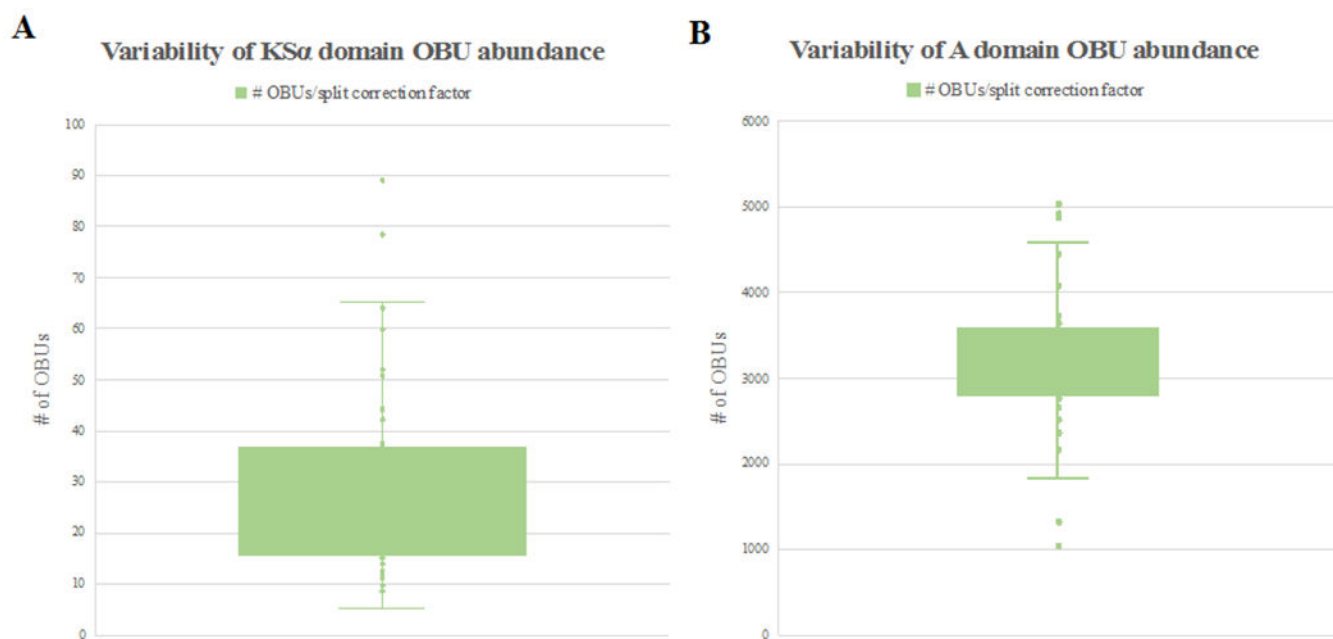 A
Variability of KSα domain OBU abundance
# OBUs/split correction factor
100
90
80
70
60
50
40
30
20
10
0
# of OBUs
B
Variability of A domain OBU abundance
# OBUs/split correction factor
6000
5000
4000
3000
2000
1000
0
# of OBUs